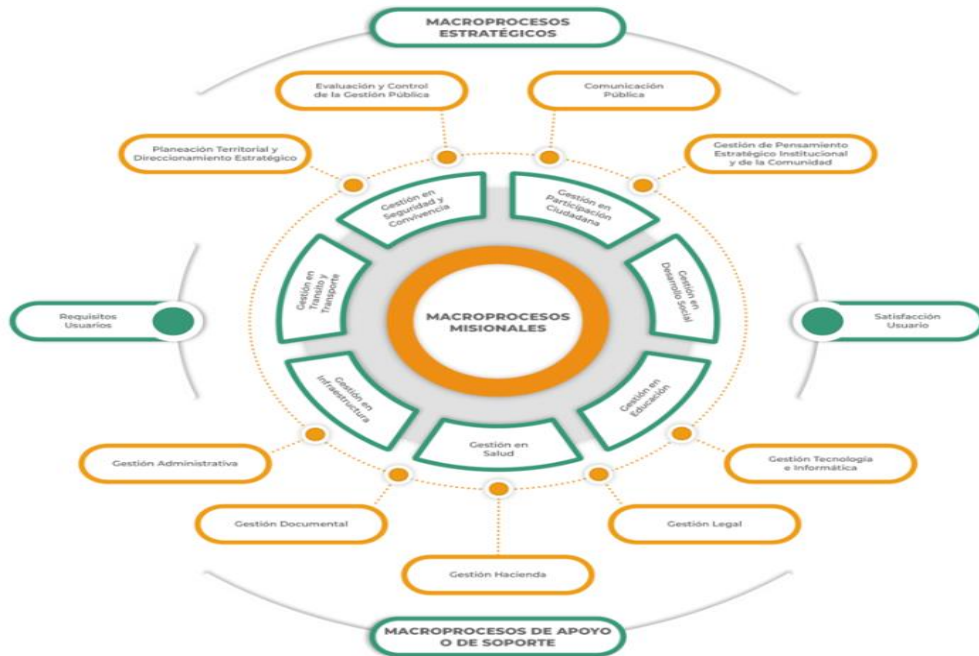 MACROPROCESOS
ESTRATÉGICOS
Evaluación y Control
de la Gestión Pública
Comunicación
Pública
Planeación Territorial y
Direccionamiento Estratégico
Gestión de Pensamiento
Estratégico Institucional
y de la Comunidad
Gestión en
Seguridad y
Convivencia
Gestión en
Participación
Ciudadana
Gestión en
Transito y
Transporte
Gestión en
Desarrollo Social
Requisitos
Usuarios
MACROPROCESOS
MISIONALES
Satisfacción
Usuario
Gestión en
Infraestructura
Gestión en
Educación
Gestión en
Salud
Gestión Administrativa
Gestión Tecnología
e Informática
Gestión Documental
Gestión Legal
Gestión Hacienda
MACROPROCESOS DE APOYO
O DE SOPORTE